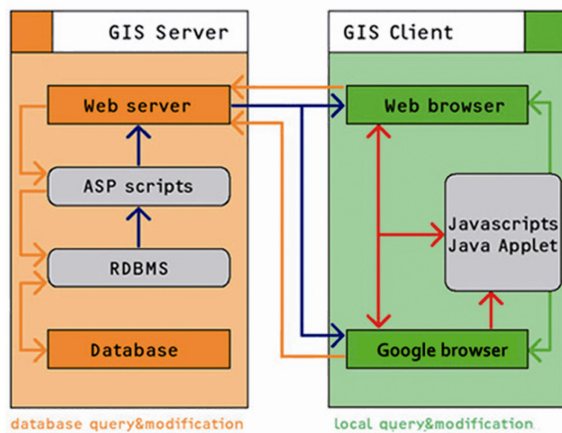 GIS Server
Web server
ASP scripts
RDBMS
Database
database query&modification
GIS Client
Web browser
Javascripts
Java Applet
Google browser
local query&modification